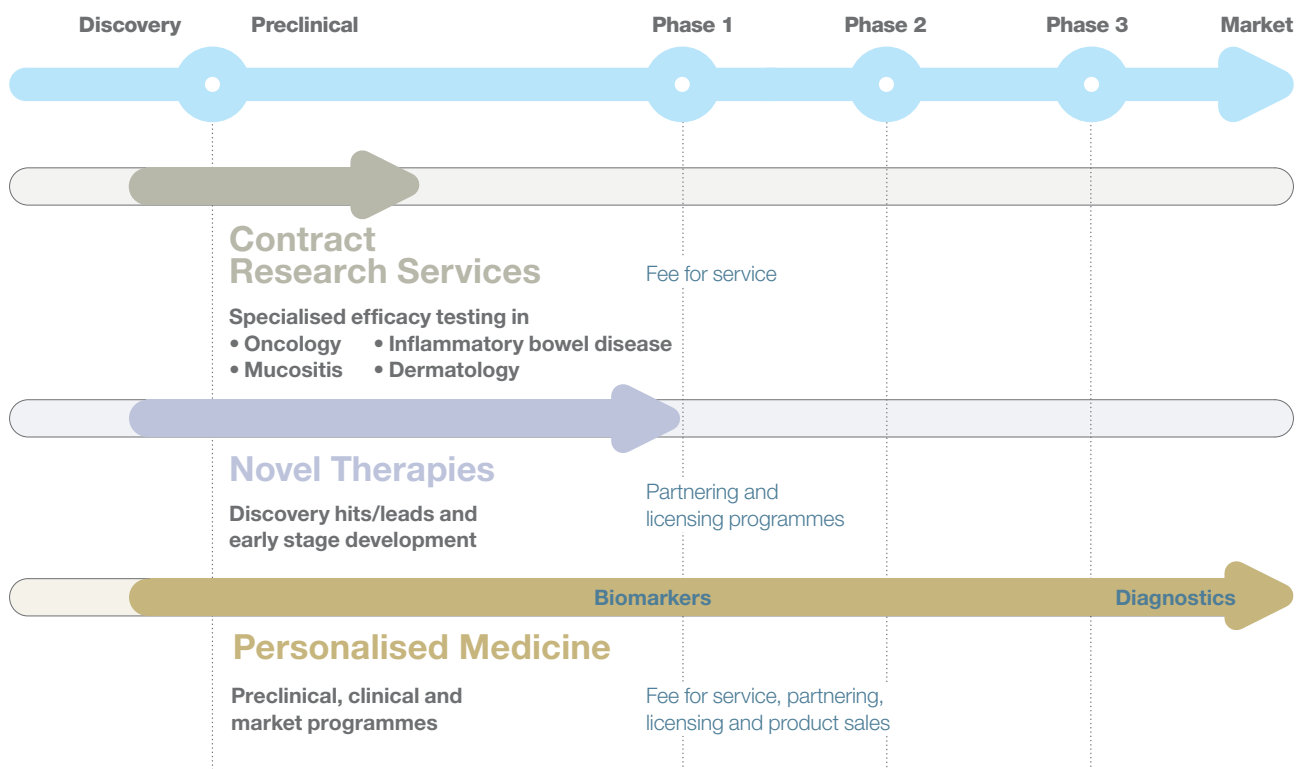 Discovery Preclinical Phase 1 Phase 2 Phase 3 Market
Contract
Research Services
Fee for service
Specialised efficacy testing in
• Oncology • Inflammatory bowel disease
• Mucositis • Dermatology
Novel Therapies
Discovery hits/leads and
early stage development
Partnering and
licensing programmes
Biomarkers Diagnostics
Personalised Medicine
Preclinical, clinical and
market programmes
Fee for service, partnering,
licensing and product sales